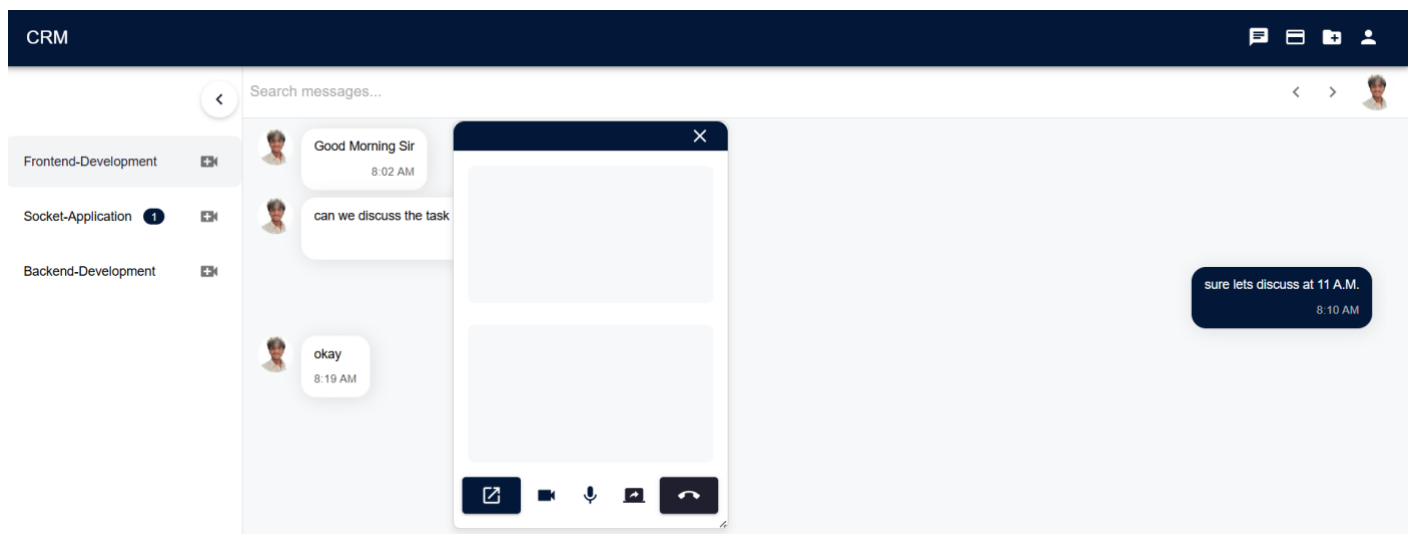 CRM
Search messages...
Frontend-Development
Socket-Application 1
Backend-Development
Good Morning Sir
8:02 AM
can we discuss the task
sure lets discuss at 11 A.M.
8:10 AM
okay
8:19 AM